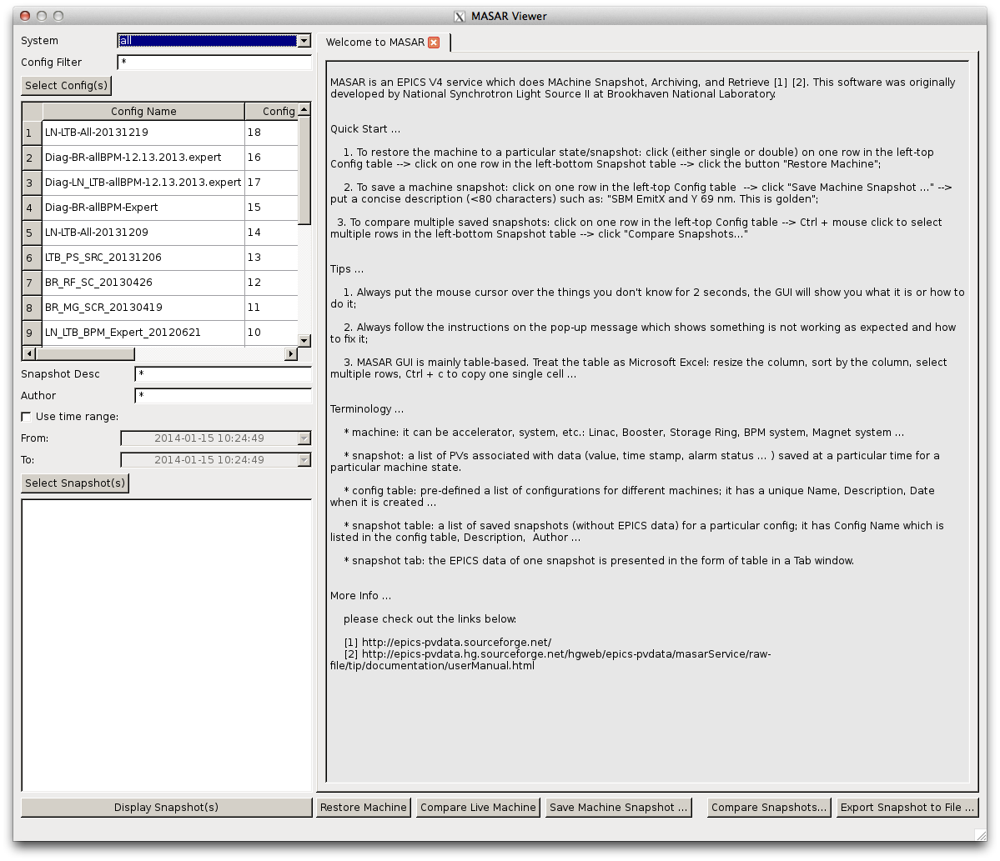 MASAR Viewer
System
all
Config Filter
*
Select Config(s)
Config Name Config
1 LN-LTB-All-20131219 18
2 Diag-BR-allBPM-12.13.2013.expert 16
3 Diag-LN_LTB-allBPM-12.13.2013.expert 17
4 Diag-BR-allBPM-Expert 15
5 LN-LTB-All-20131209 14
6 LTB_PS_SRC_20131206 13
7 BR_RF_SC_20130426 12
8 BR_MG_SCR_20130419 11
9 LN_LTB_BPM_Expert_20120621 10
Snapshot Desc
*
Author
*
Use time range:
From:
2014-01-15 10:24:49
To:
2014-01-15 10:24:49
Select Snapshot(s)
Display Snapshot(s)
Welcome to MASAR
MASAR is an EPICS V4 service which does MAchine Snapshot, Archiving, and Retrieve [1] [2]. This software was originally
developed by National Synchrotron Light Source II at Brookhaven National Laboratory.
Quick Start ...
1. To restore the machine to a particular state/snapshot: click (either single or double) on one row in the left-top
Config table --> click on one row in the left-bottom Snapshot table --> click the button "Restore Machine";
2. To save a machine snapshot: click on one row in the left-top Config table --> click "Save Machine Snapshot ..." -->
put a concise description (<80 characters) such as: "SBM EmitX and Y 69 nm. This is golden";
3. To compare multiple saved snapshots: click on one row in the left-top Config table --> Ctrl + mouse click to select
multiple rows in the left-bottom Snapshot table --> click "Compare Snapshots..."
Tips ...
1. Always put the mouse cursor over the things you don't know for 2 seconds, the GUI will show you what it is or how to
do it;
2. Always follow the instructions on the pop-up message which shows something is not working as expected and how
to fix it;
3. MASAR GUI is mainly table-based. Treat the table as Microsoft Excel: resize the column, sort by the column, select
multiple rows, Ctrl + c to copy one single cell ...
Terminology ...
* machine: it can be accelerator, system, etc.: Linac, Booster, Storage Ring, BPM system, Magnet system ...
* snapshot: a list of PVs associated with data (value, time stamp, alarm status ... ) saved at a particular time for a
particular machine state.
* config table: pre-defined a list of configurations for different machines; it has a unique Name, Description, Date
when it is created ...
* snapshot table: a list of saved snapshots (without EPICS data) for a particular config; it has Config Name which is
listed in the config table, Description, Author ...
* snapshot tab: the EPICS data of one snapshot is presented in the form of table in a Tab window.
More Info ...
please check out the links below:
[1] http://epics-pvdata.sourceforge.net/
[2] http://epics-pvdata.hg.sourceforge.net/hgweb/epics-pvdata/masarService/raw-
file/tip/documentation/userManual.html
Restore Machine
Compare Live Machine
Save Machine Snapshot ...
Compare Snapshots...
Export Snapshot to File ...